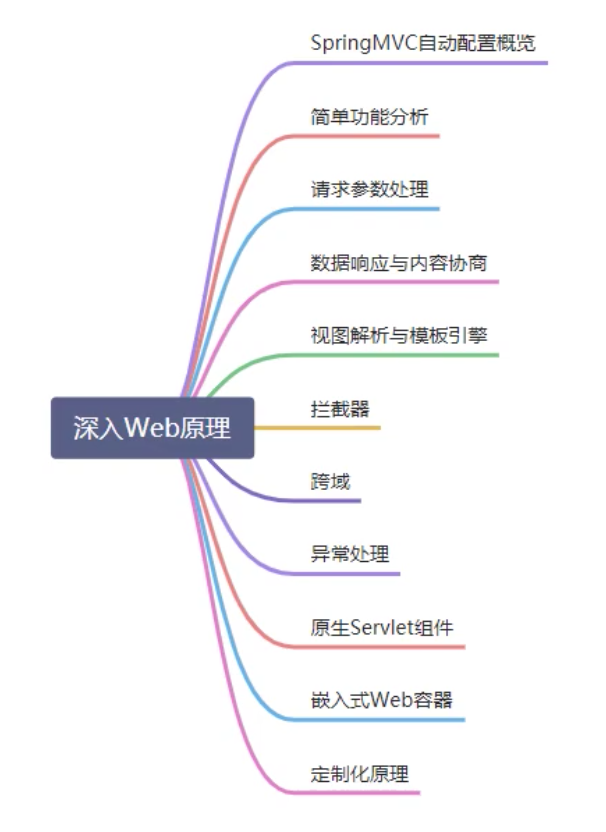 SpringMVC自动配置概览
简单功能分析
请求参数处理
数据响应与内容协商
视图解析与模板引擎
深入Web原理
拦截器
跨域
异常处理
原生Servlet组件
嵌入式Web容器
定制化原理